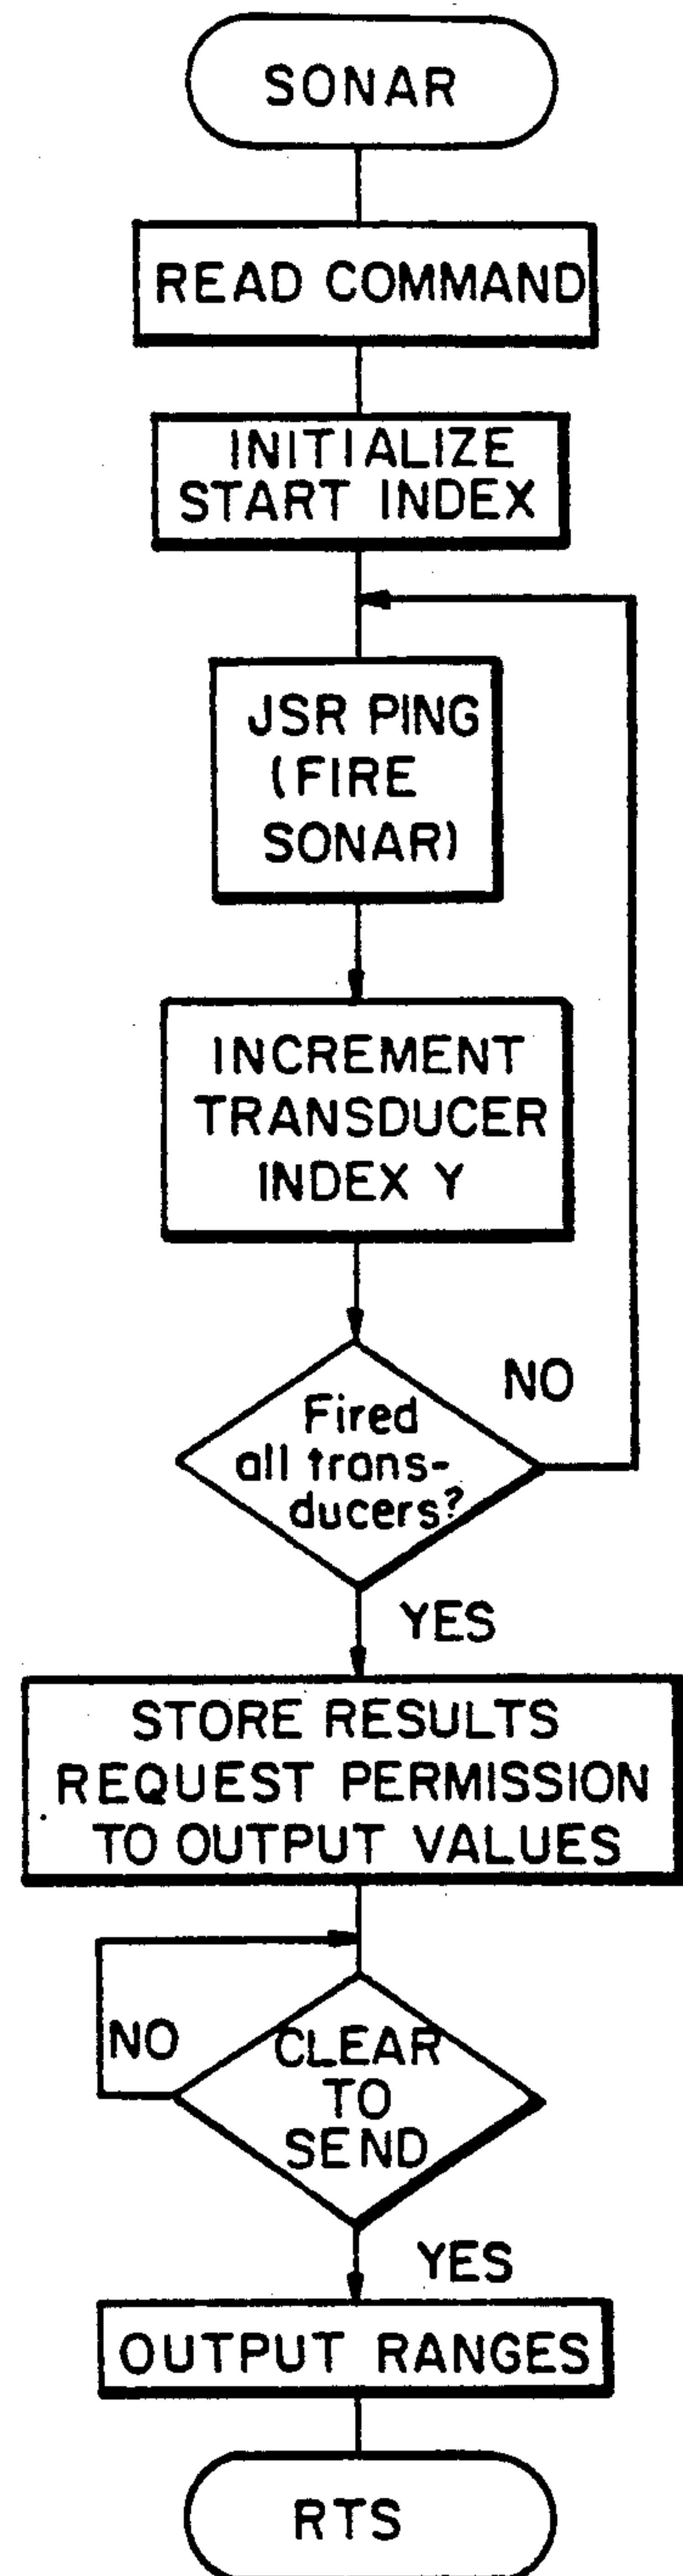 SONAR
READ COMMAND
INITIALIZE
START INDEX
JSR PING
(FIRE
SONAR)
INCREMENT
TRANSDUCER
INDEX Y
NO
Fired
all trans-
ducers?
YES
STORE RESULTS
REQUEST PERMISSION
TO OUTPUT VALUES
NO
CLEAR
TO
SEND
YES
OUTPUT RANGES
RTS